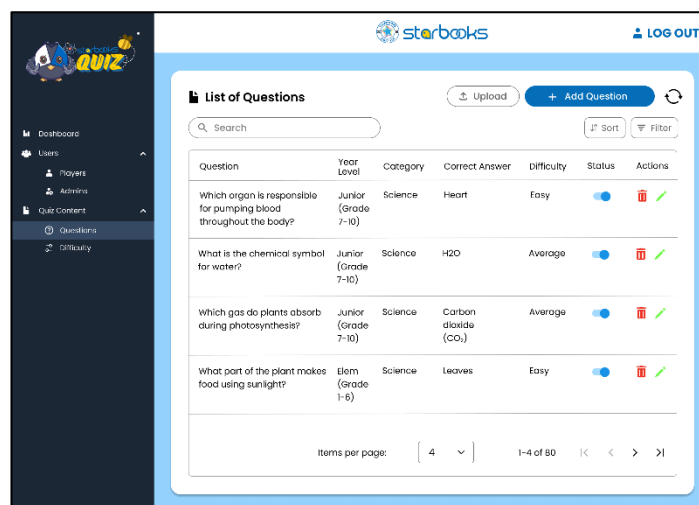 starbooks
QUIZ
starbooks
LOG OUT
Dashboard
Users
Players
Admins
Quiz Content
Questions
Difficulty
List of Questions
Upload
+ Add Question
Search
Sort
Filter
Question Year Level Category Correct Answer Difficulty Status Actions
Which organ is responsible for pumping blood throughout the body? Junior (Grade 7-10) Science Heart Easy
What is the chemical symbol for water? Junior (Grade 7-10) Science H2O Average
Which gas do plants absorb during photosynthesis? Junior (Grade 7-10) Science Carbon dioxide (CO₂) Average
What part of the plant makes food using sunlight? Elem (Grade 1-6) Science Leaves Easy
Items per page: 4 1-4 of 80